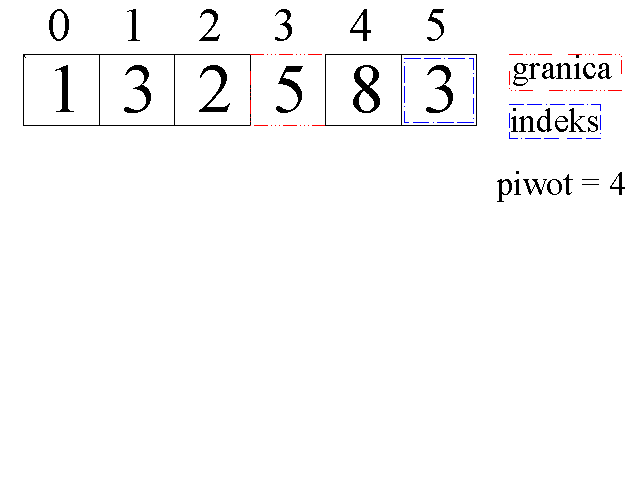 0 1 2 3 4 5
1 3 2 5 8 3
granica
indeks
piwot = 4